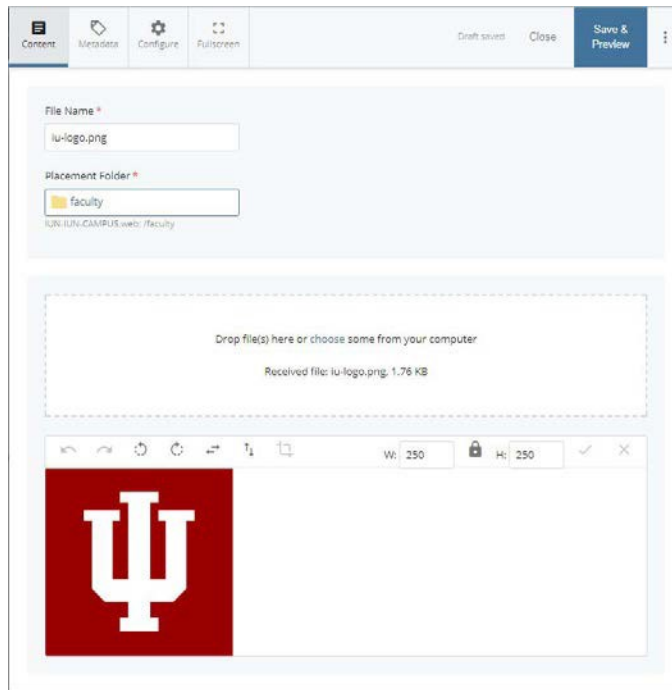 Content
Metadata
Configure
Fullscreen
Draft saved
Close
Save &
Preview
File Name *
iu-logo.png
Placement Folder *
faculty
IUN-IUN-CAMPUS.web: /faculty
Drop file(s) here or choose some from your computer
Received file: iu-logo.png, 1.76 KB
W: 250
H: 250